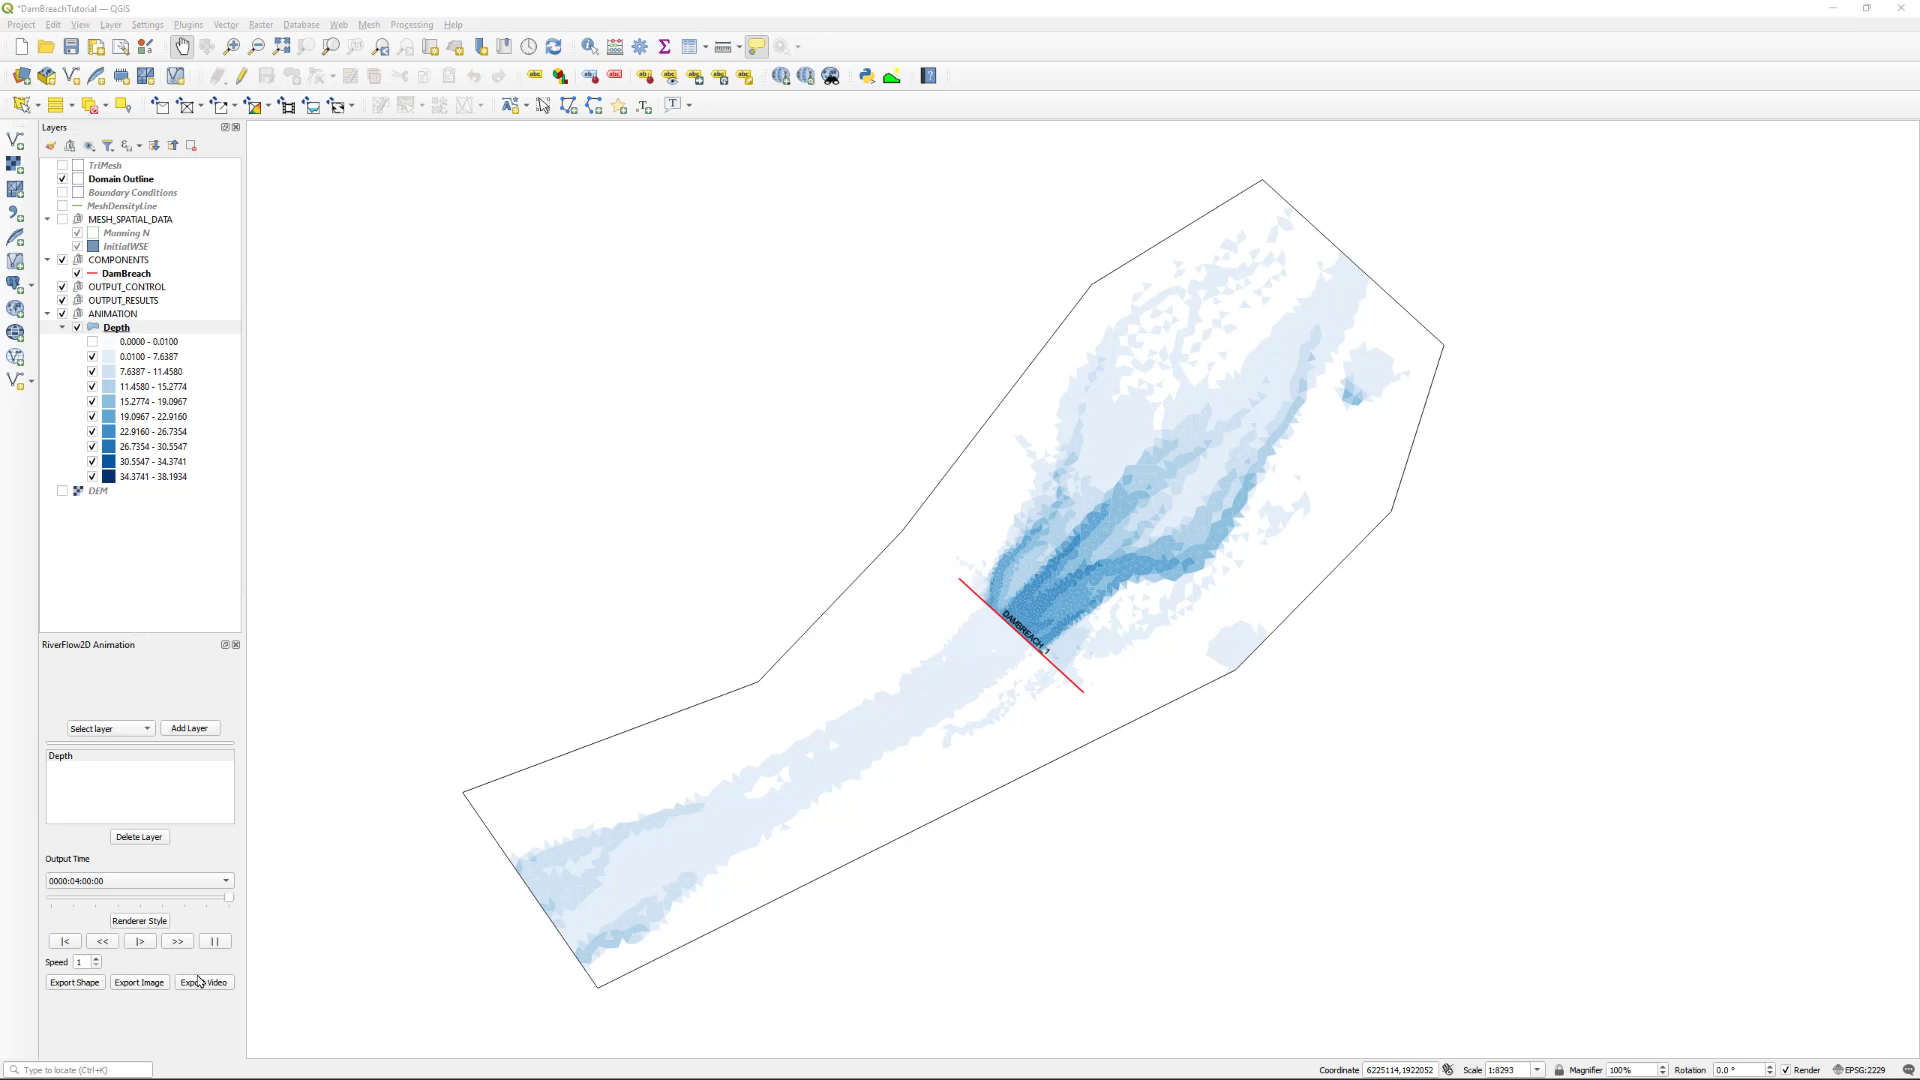 *DamBreachTutorial — QGIS
Project Edit View Layer Settings Plugins Vector Raster Database Web Mesh Processing Help
Layers
TriMesh
Domain Outline
Boundary Conditions
MeshDensityLine
MESH_SPATIAL_DATA
Manning N
InitialWSE
COMPONENTS
DamBreach
OUTPUT_CONTROL
OUTPUT_RESULTS
ANIMATION
Depth
0.0000 - 0.0100
0.0100 - 7.6387
7.6387 - 11.4580
11.4580 - 15.2774
15.2774 - 19.0967
19.0967 - 22.9160
22.9160 - 26.7354
26.7354 - 30.5547
30.5547 - 34.3741
34.3741 - 38.1934
DEM
DAMBREACH_1
RiverFlow2D Animation
Select layer Add Layer
Depth
Delete Layer
Output Time
0000:04:00:00
Renderer Style
|< << |> >> ||
Speed 1
Export Shape Export Image Export Video
Type to locate (Ctrl+K) Coordinate 6225114,1922052 Scale 1:8293 Magnifier 100% Rotation 0.0 ° Render EPSG:2229